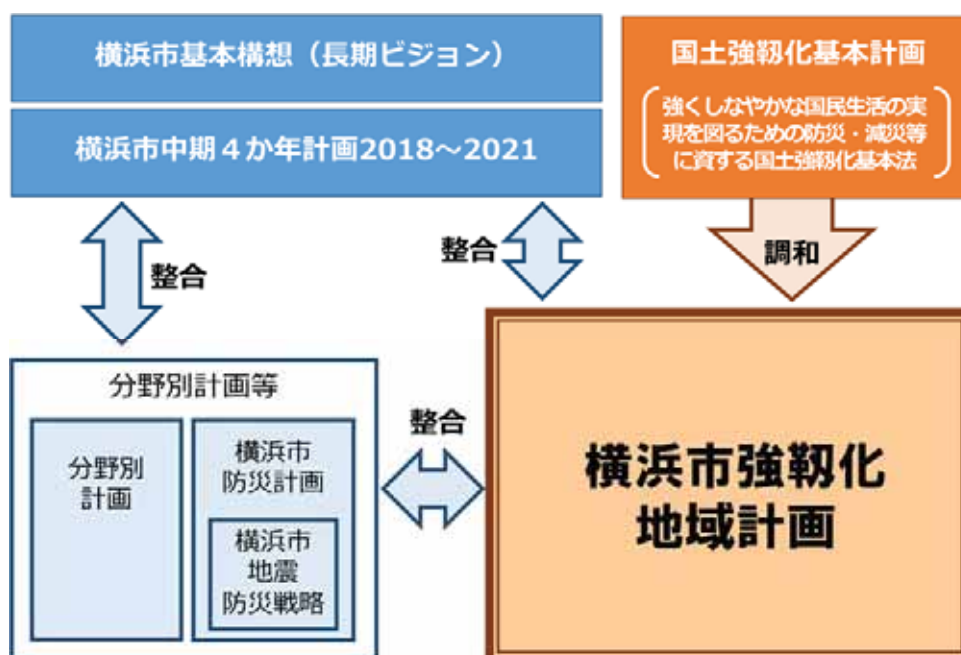 横浜市基本構想（長期ビジョン）
横浜市中期４か年計画2018～2021
国土強靱化基本計画
強くしなやかな国民生活の実
現を図るための防災・減災等
に資する国土強靱化基本法
整合
整合
調和
分野別計画等
分野別
計画
横浜市
防災計画
横浜市
地震
防災戦略
整合
横浜市強靱化
地域計画